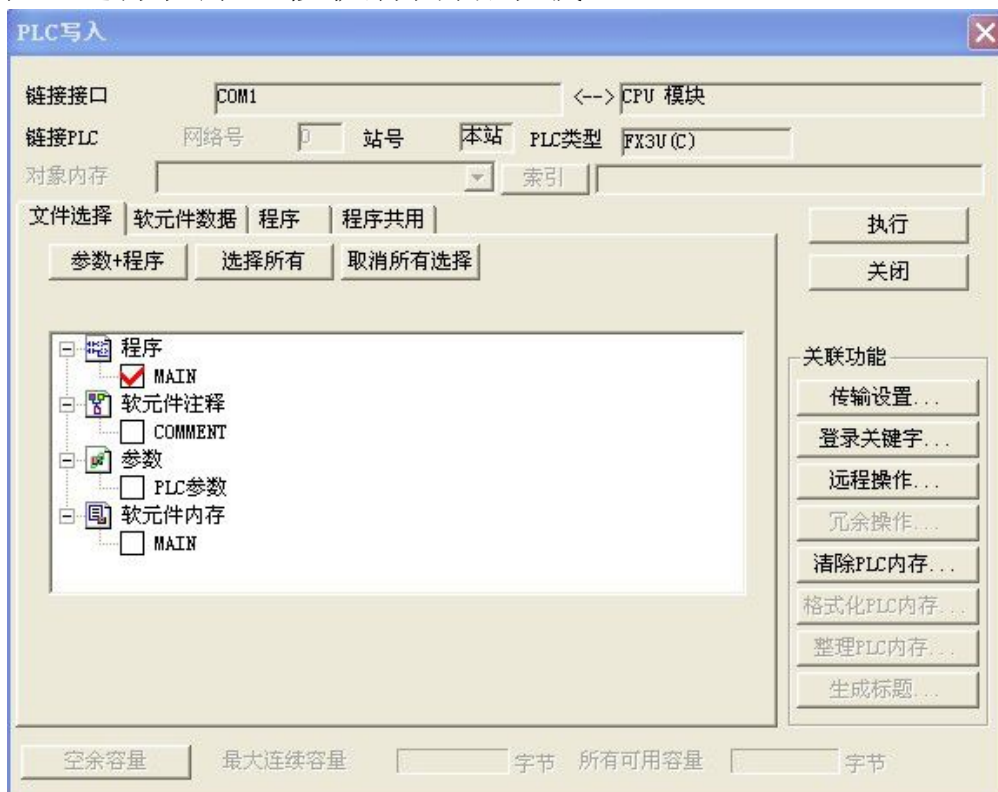 PLC写入
链接接口 COM1 <--> CPU 模块
链接PLC 网络号 0 站号 本站 PLC类型 FX3U(C)
对象内存 索引
文件选择 软元件数据 程序 程序共用
执行
参数+程序 选择所有 取消所有选择
关闭
程序
MAIN
软元件注释
COMMENT
参数
PLC参数
软元件内存
MAIN
关联功能
传输设置...
登录关键字...
远程操作...
冗余操作...
清除PLC内存...
格式化PLC内存...
整理PLC内存...
生成标题...
空余容量 最大连续容量 字节 所有可用容量 字节